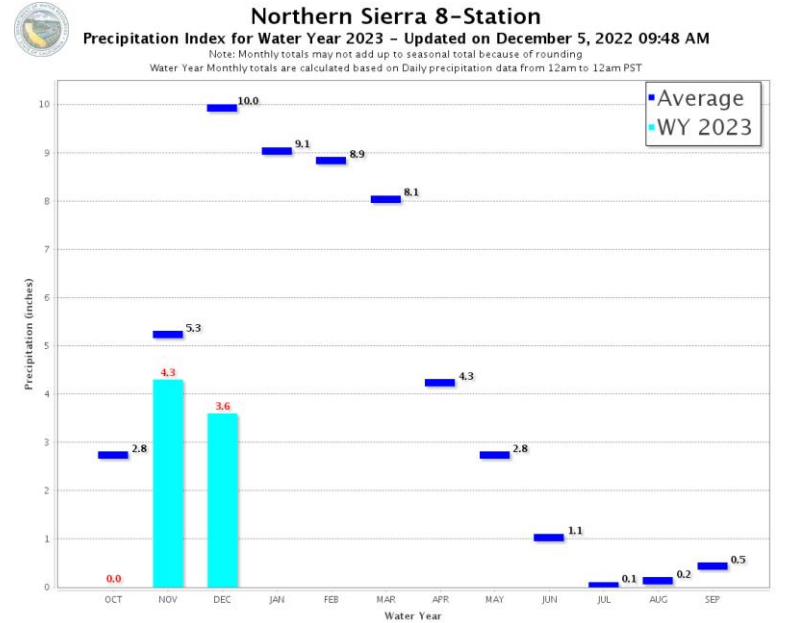 Northern Sierra 8-Station
Precipitation Index for Water Year 2023 - Updated on December 5, 2022 09:48 AM
Note: Monthly totals may not add up to seasonal total because of rounding
Water Year Monthly totals are calculated based on Daily precipitation data from 12am to 12am PST
Average
WY 2023
Precipitation (inches)
10
9
8
7
6
5
4
3
2
1
0
2.8
0.0
5.3
4.3
10.0
3.6
9.1
8.9
8.1
4.3
2.8
1.1
0.1
0.2
0.5
OCT NOV DEC JAN FEB MAR APR MAY JUN JUL AUG SEP
Water Year